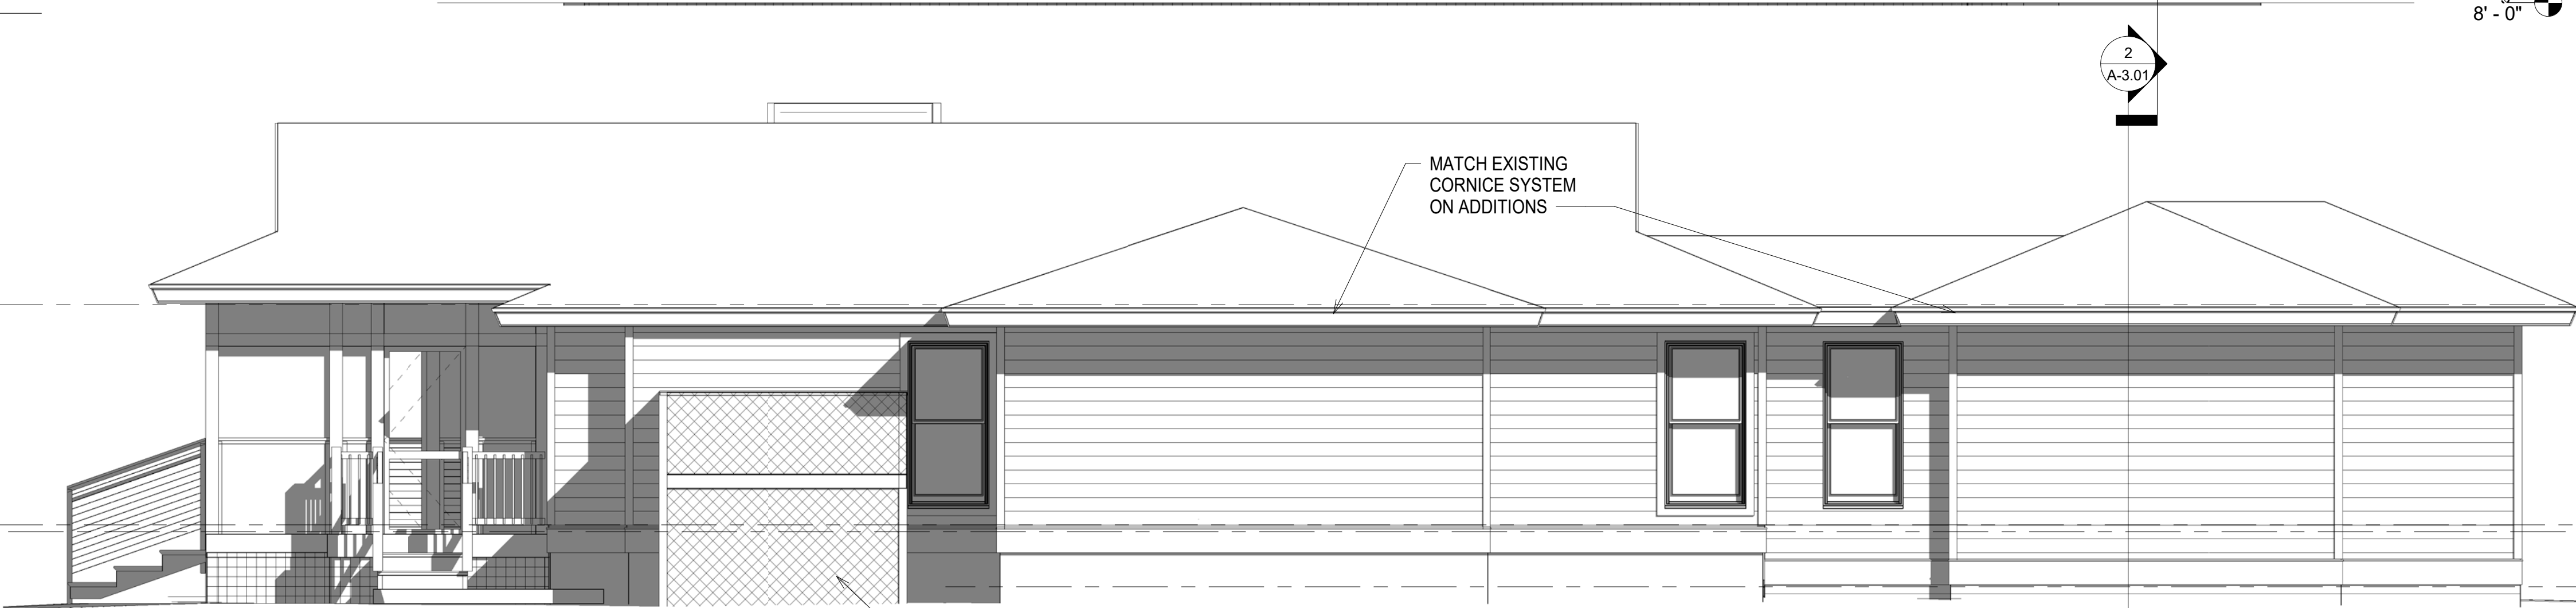 8' - 0"
2
A-3.01
MATCH EXISTING
CORNICE SYSTEM
ON ADDITIONS